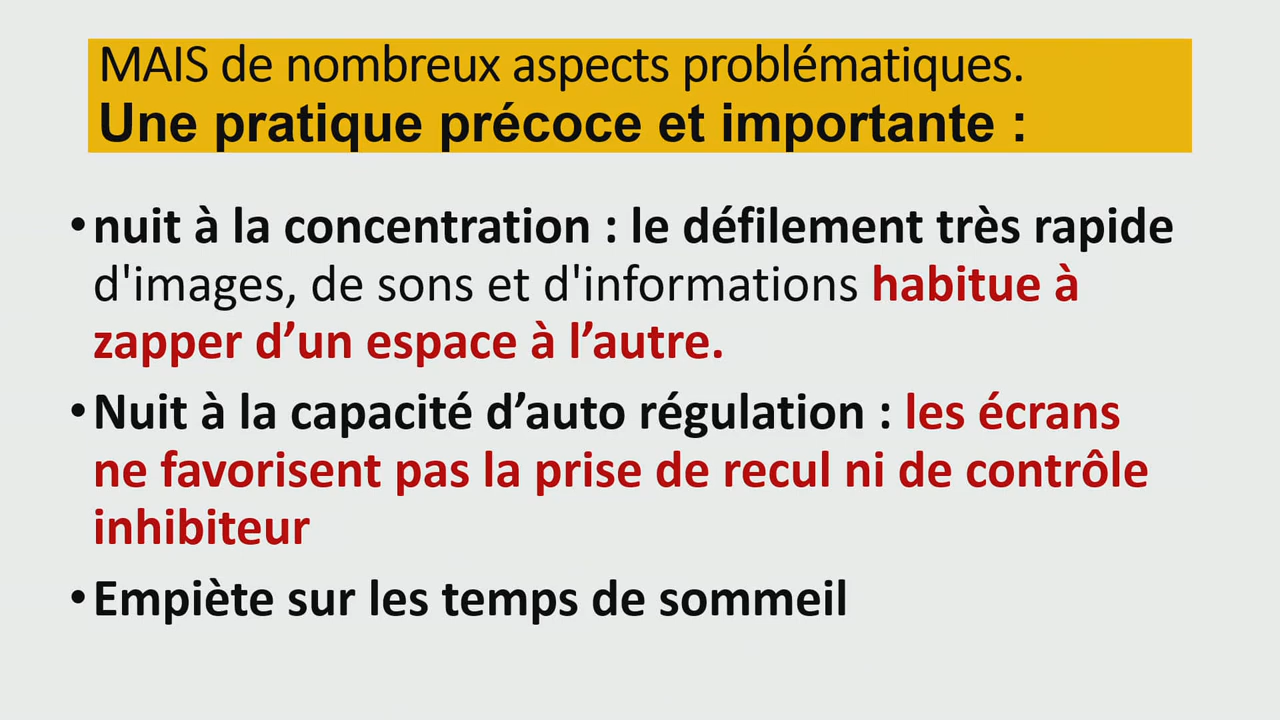 MAIS de nombreux aspects problématiques.
Une pratique précoce et importante :
•nuit à la concentration : le défilement très rapide
d'images, de sons et d'informations habitue à
zapper d’un espace à l’autre.
•Nuit à la capacité d’auto régulation : les écrans
ne favorisent pas la prise de recul ni de contrôle
inhibiteur
•Empiète sur les temps de sommeil